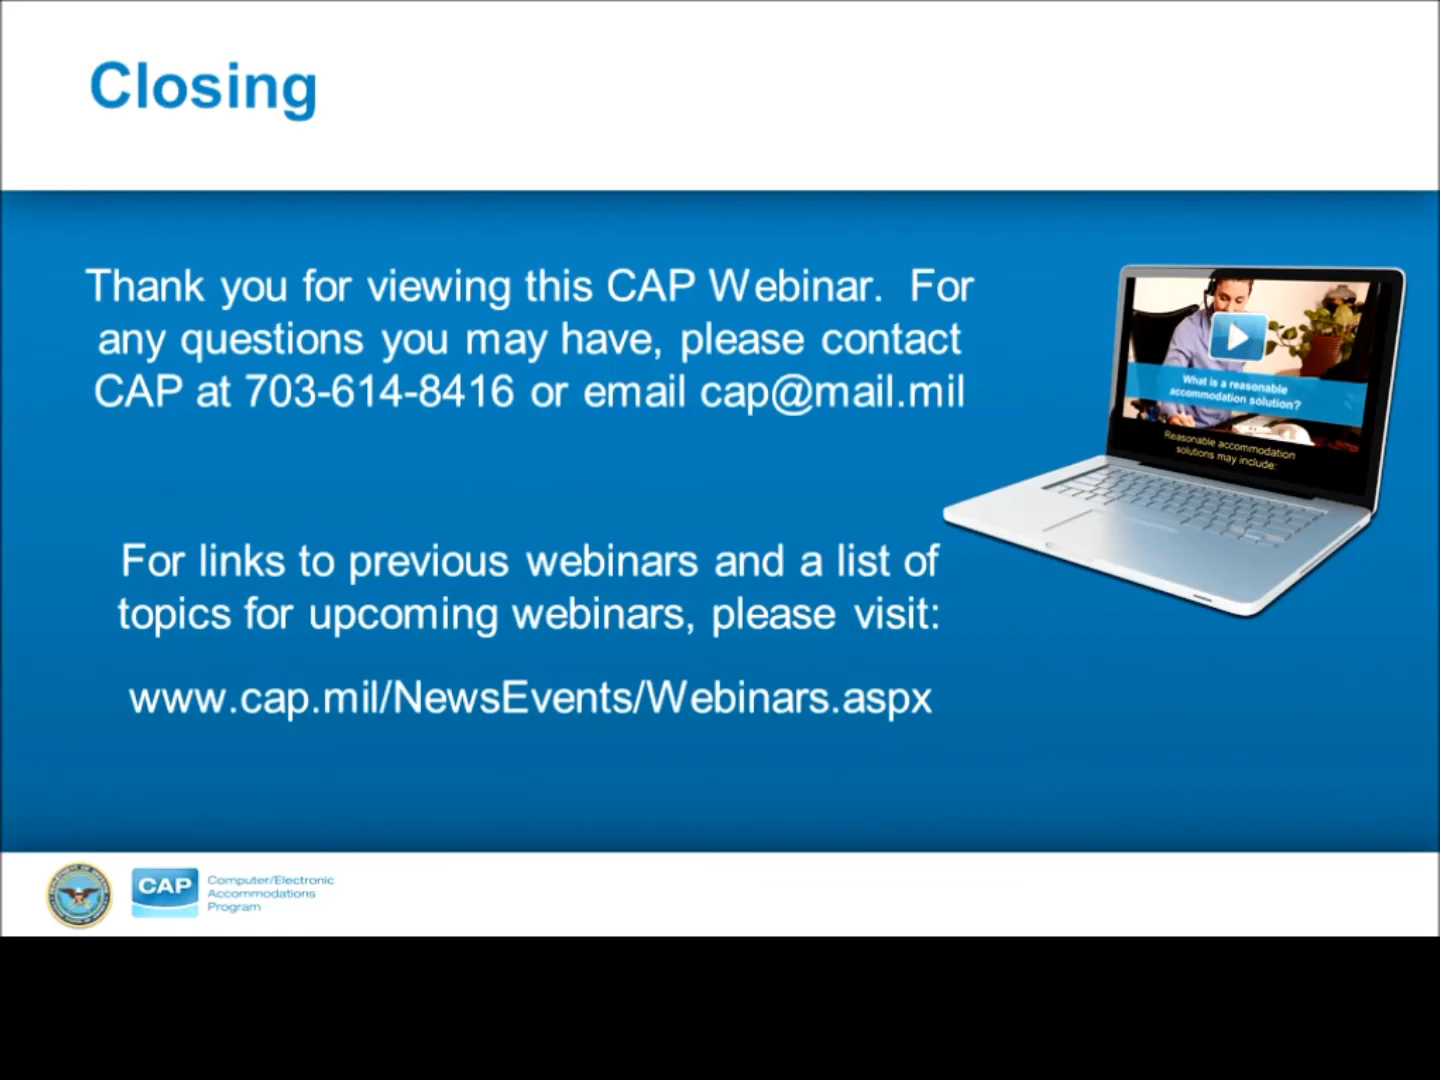 Closing
Thank you for viewing this CAP Webinar. For
any questions you may have, please contact
CAP at 703-614-8416 or email cap@mail.mil
What is a reasonable
accommodation solution?
Reasonable accommodation
solutions may include:
For links to previous webinars and a list of
topics for upcoming webinars, please visit:
www.cap.mil/NewsEvents/Webinars.aspx
CAP
Computer/Electronic
Accommodations
Program